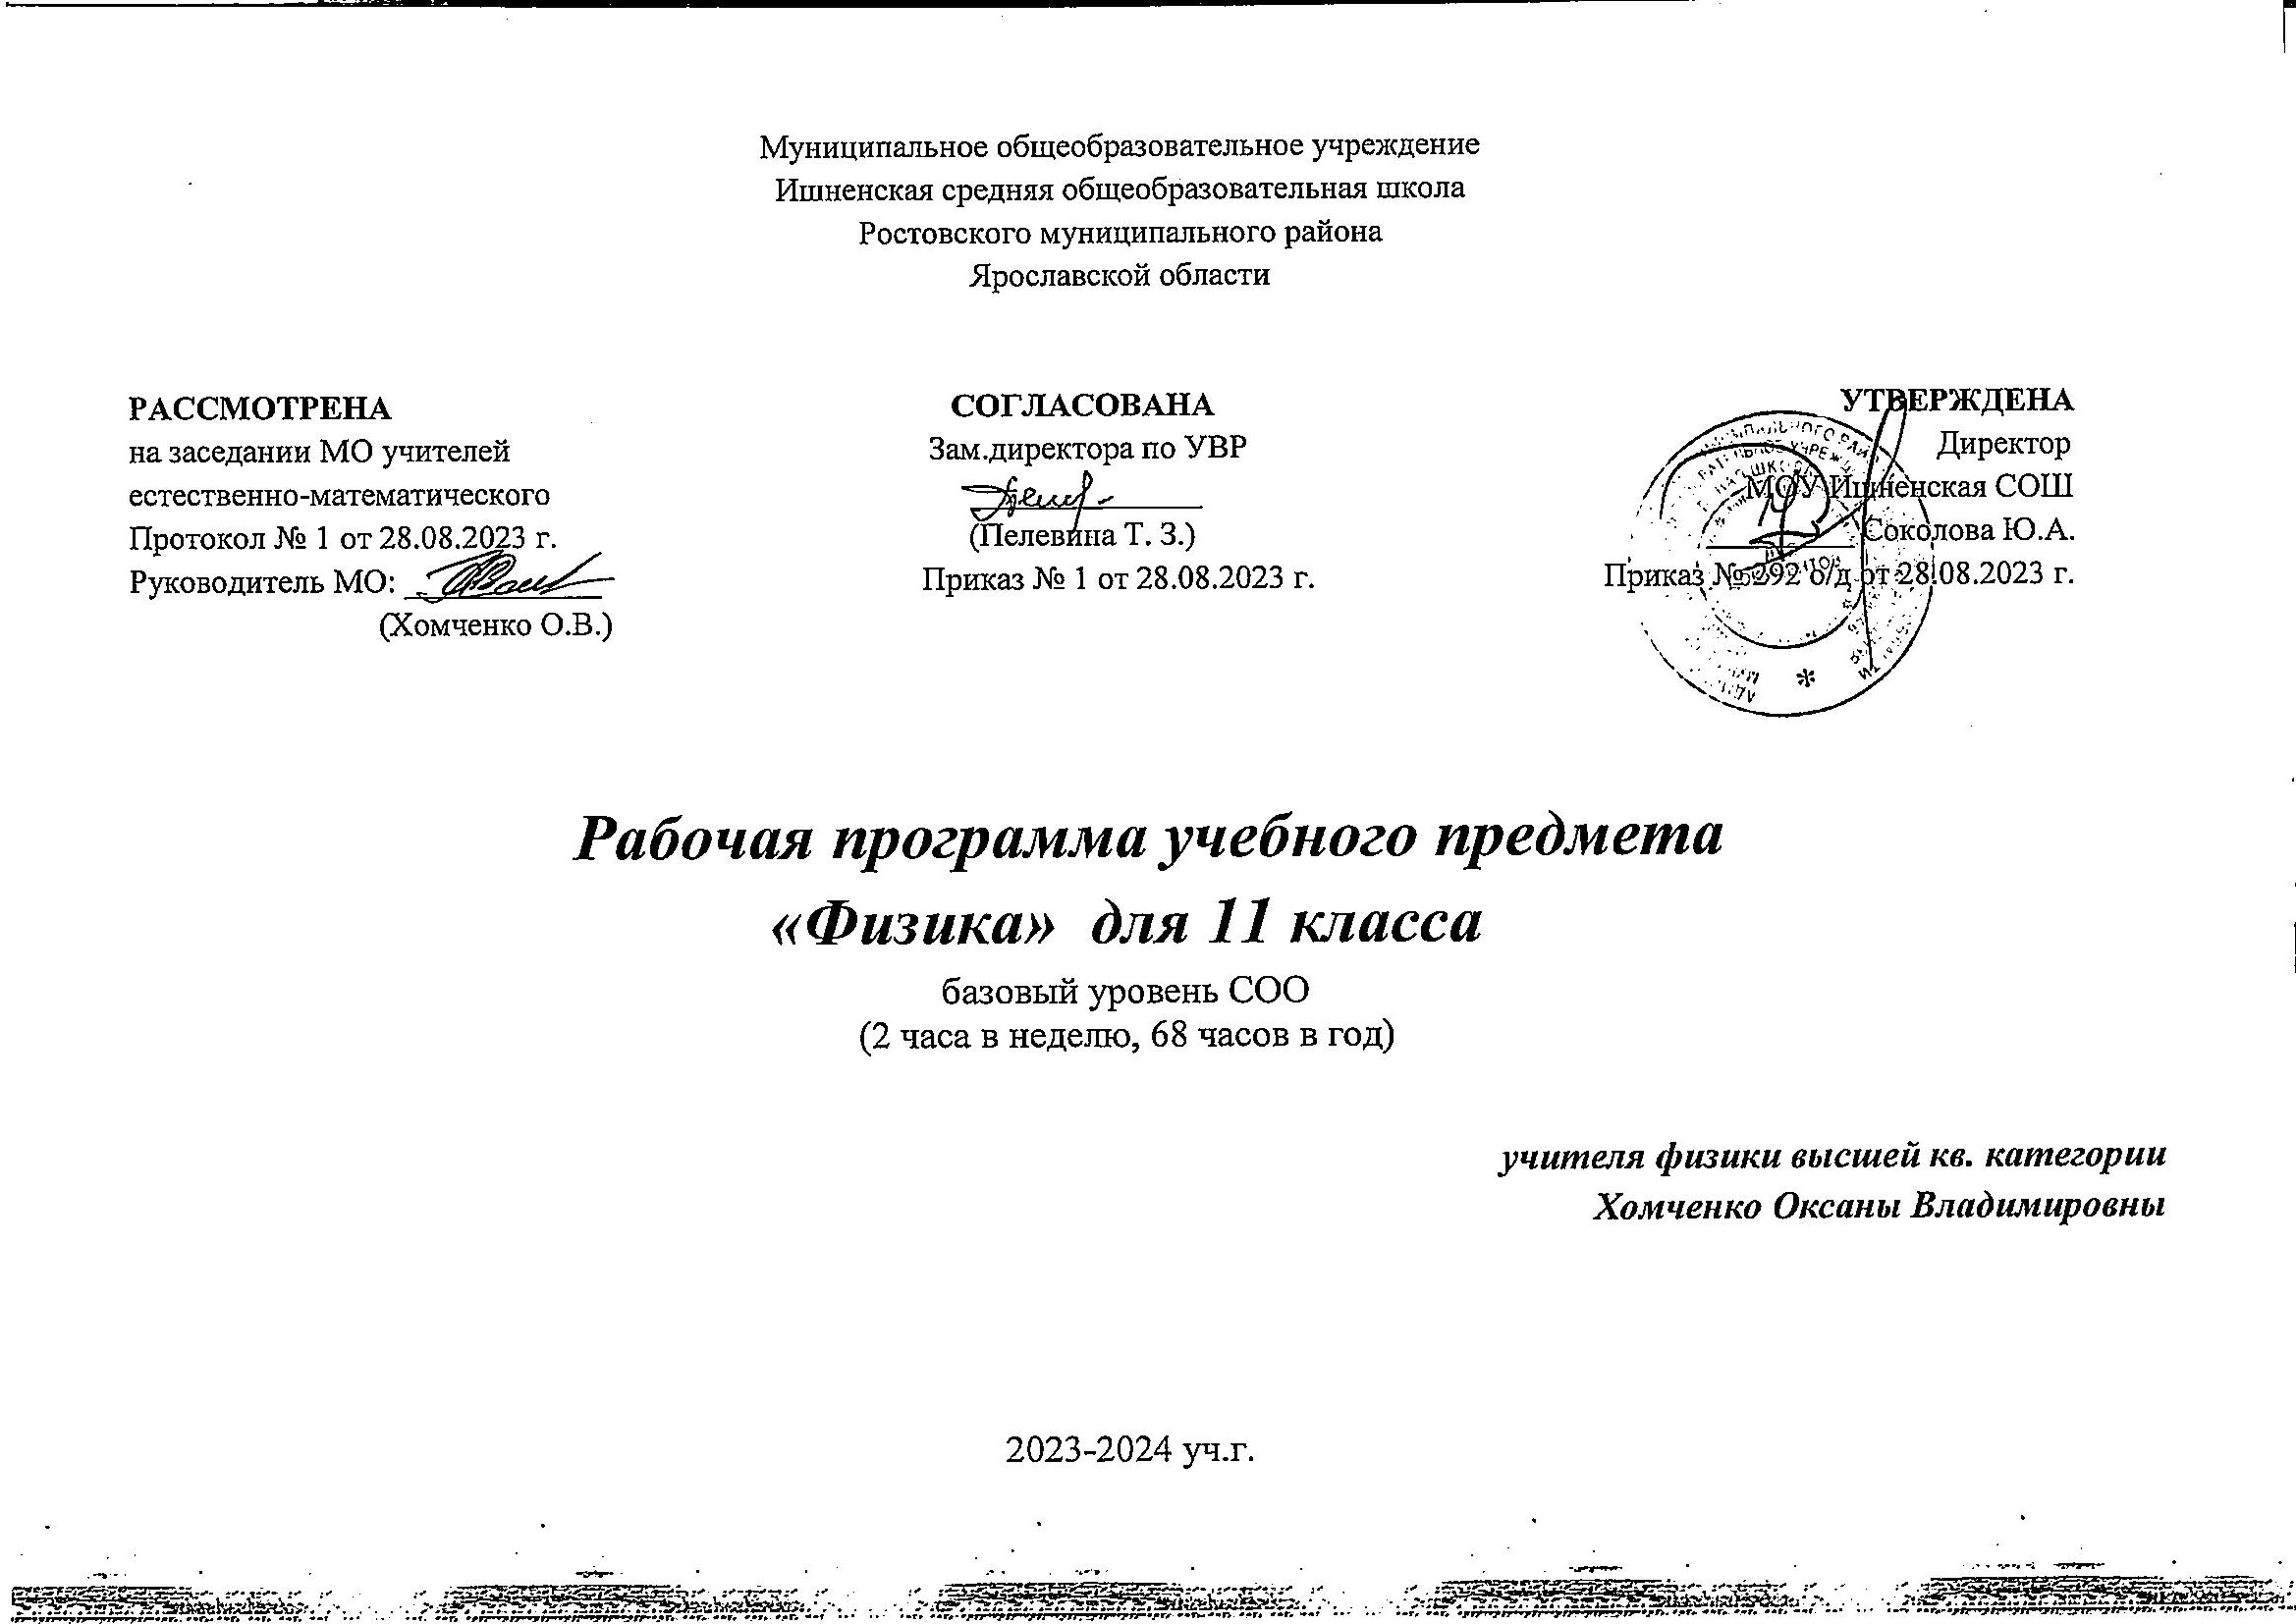 Муниципальное общеобразовательное учреждение
Ишненская средняя общеобразовательная школа
Ростовского муниципального района
Ярославской области
РАССМОТРЕНА
на заседании МО учителей
естественно-математического
Протокол № 1 от 28.08.2023 г.
Руководитель МО:
(Хомченко О.В.)
СОГЛАСОВАНА
Зам.директора по УВР
(Пелевина Т. З.)
Приказ № 1 от 28.08.2023 г.
УТВЕРЖДЕНА
Директор
МОУ Ишненская СОШ
Соколова Ю.А.
Приказ № 292 о/д от 28.08.2023 г.
Рабочая программа учебного предмета
«Физика» для 11 класса
базовый уровень СОО
(2 часа в неделю, 68 часов в год)
учителя физики высшей кв. категории
Хомченко Оксаны Владимировны
2023-2024 уч.г.